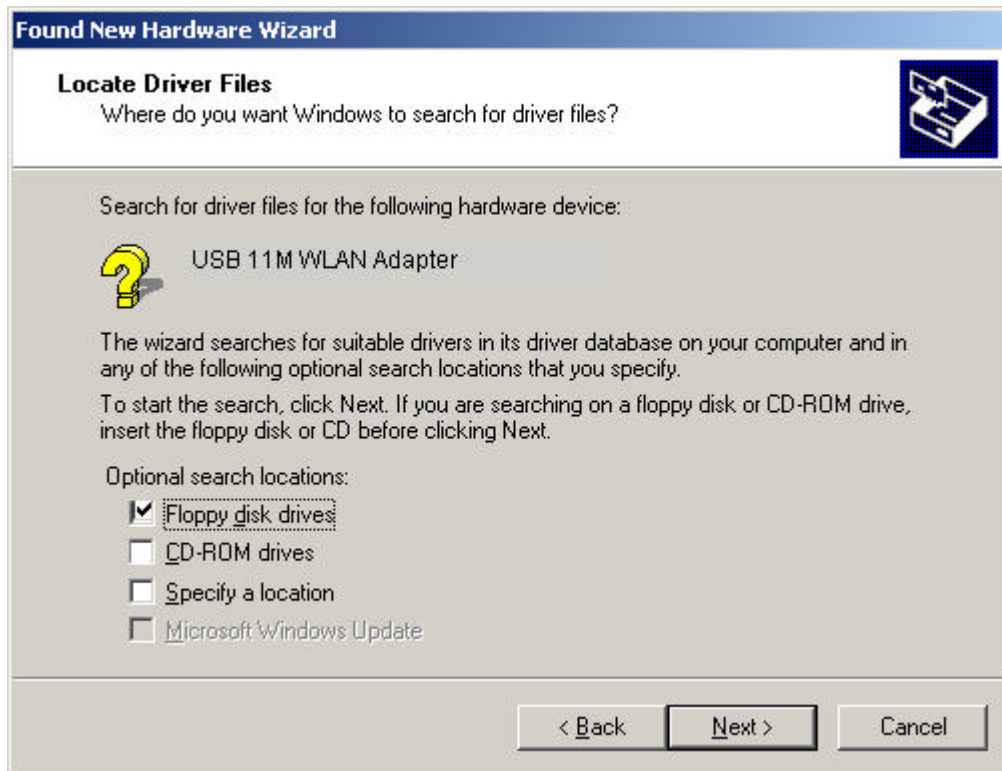 Found New Hardware Wizard
Locate Driver Files
Where do you want Windows to search for driver files?
Search for driver files for the following hardware device:
USB 11M WLAN Adapter
The wizard searches for suitable drivers in its driver database on your computer and in
any of the following optional search locations that you specify.
To start the search, click Next. If you are searching on a floppy disk or CD-ROM drive,
insert the floppy disk or CD before clicking Next.
Optional search locations:
Floppy disk drives
CD-ROM drives
Specify a location
Microsoft Windows Update
< Back Next > Cancel